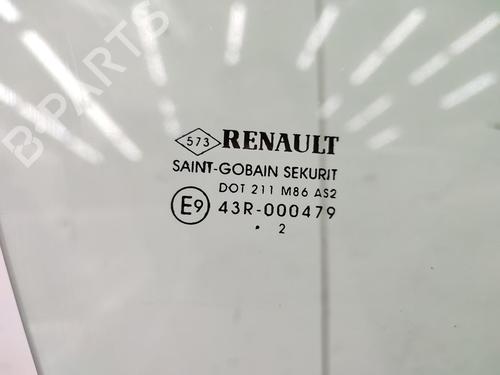 B PARTS
573 RENAULT
SAINT-GOBAIN SEKURIT
DOT 211 M86 AS2
E9 43R-000479
. 2